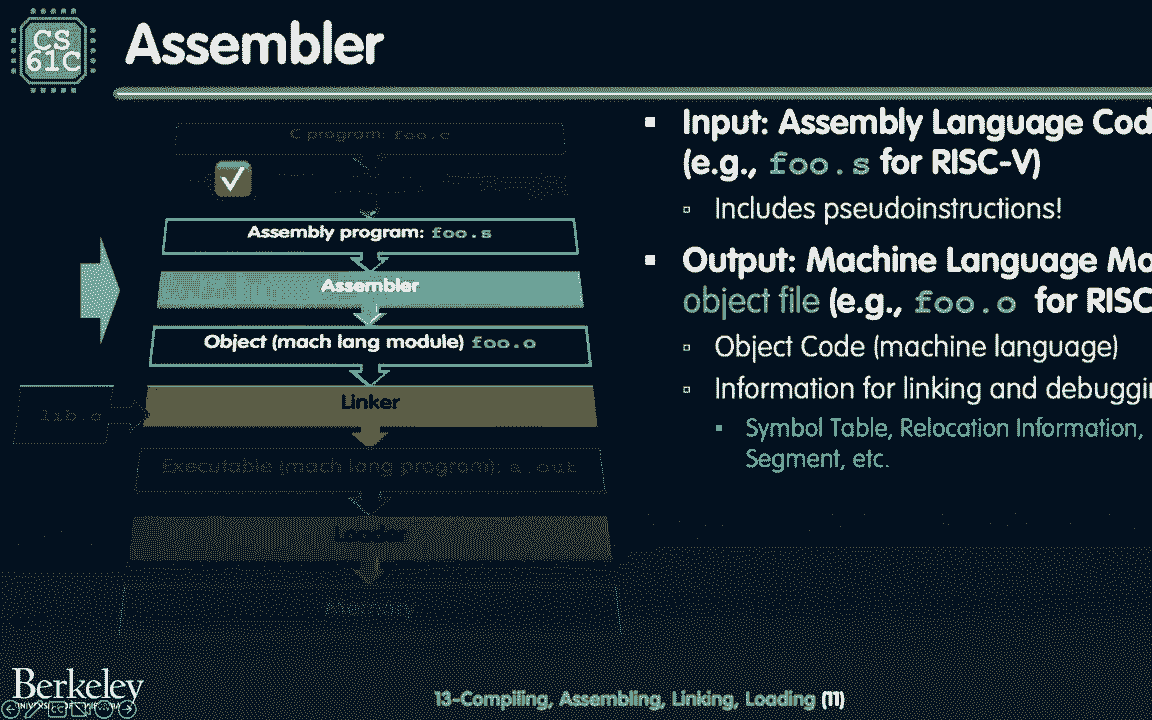 CS
61C
Assembler
C program: foo.c
Assembly program: foo.s
Assembler
Object (mach lang module) foo.o
Linker
lib.o
Executable (mach lang program): a.out
Loader
Memory
Input: Assembly Language Cod
(e.g., foo.s for RISC-V)
Includes pseudoinstructions!
Output: Machine Language Mo
object file (e.g., foo.o for RISC
Object Code (machine language)
Information for linking and debuggin
Symbol Table, Relocation Information,
Segment, etc.
Berkeley
13-Compiling, Assembling, Linking, Loading (11)